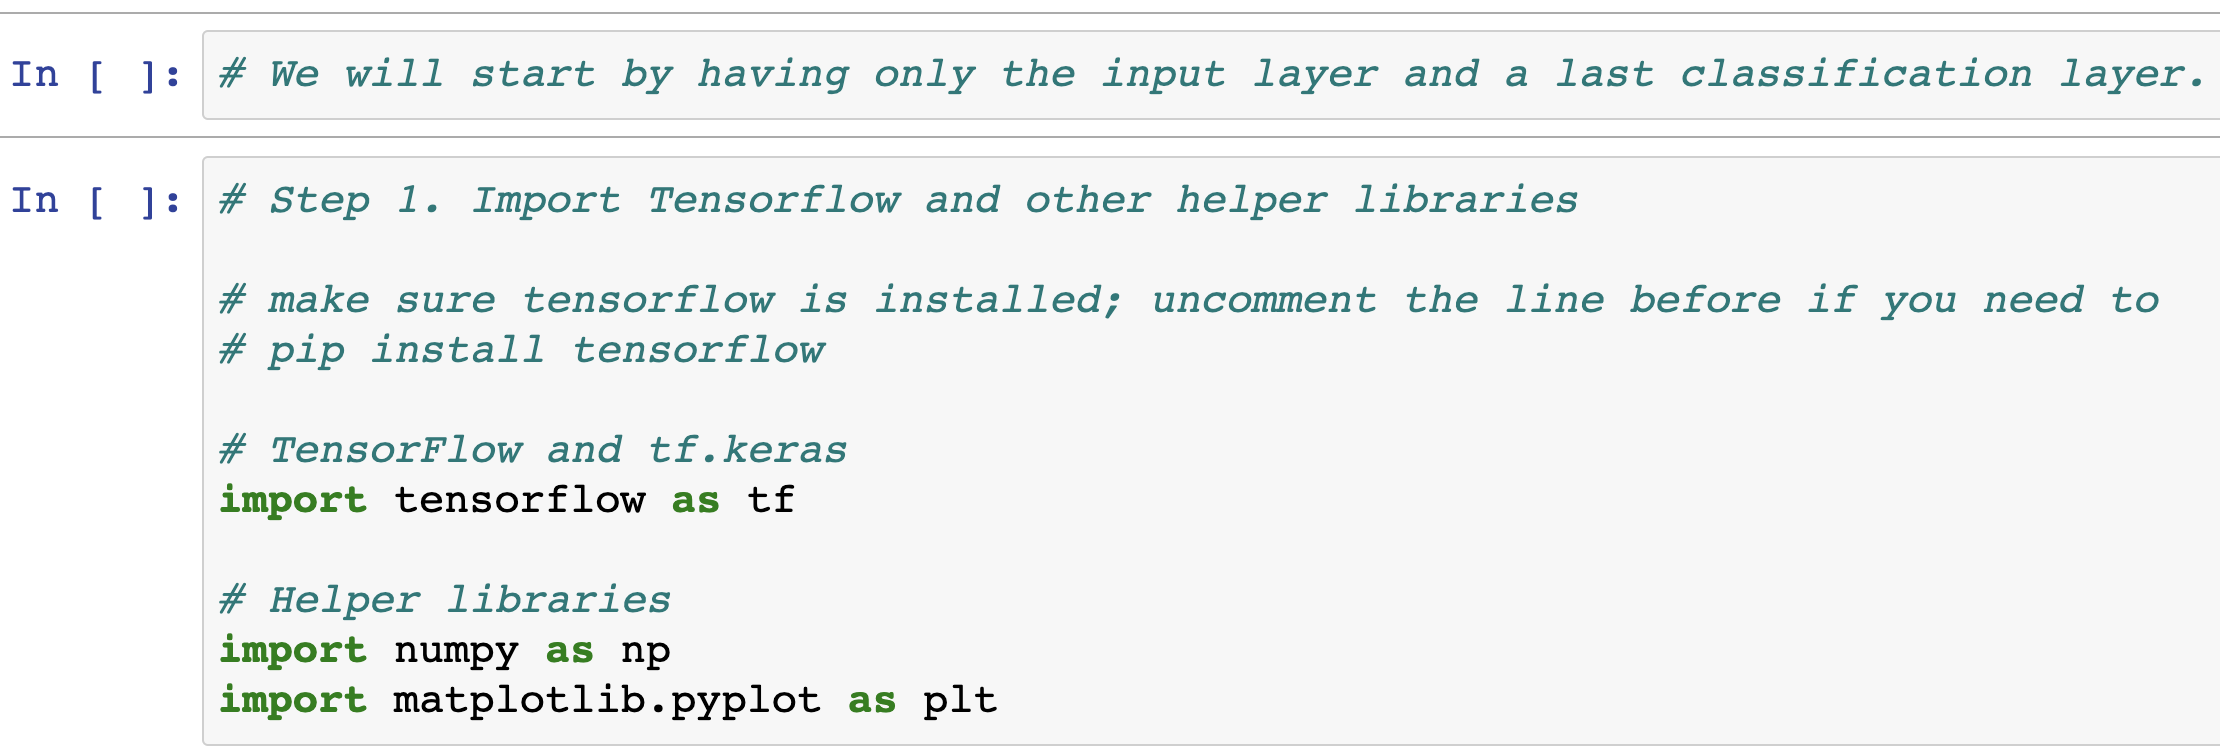 In [ ]: # We will start by having only the input layer and a last classification layer.
In [ ]: # Step 1. Import Tensorflow and other helper libraries
# make sure tensorflow is installed; uncomment the line before if you need to
# pip install tensorflow
# TensorFlow and tf.keras
import tensorflow as tf
# Helper libraries
import numpy as np
import matplotlib.pyplot as plt